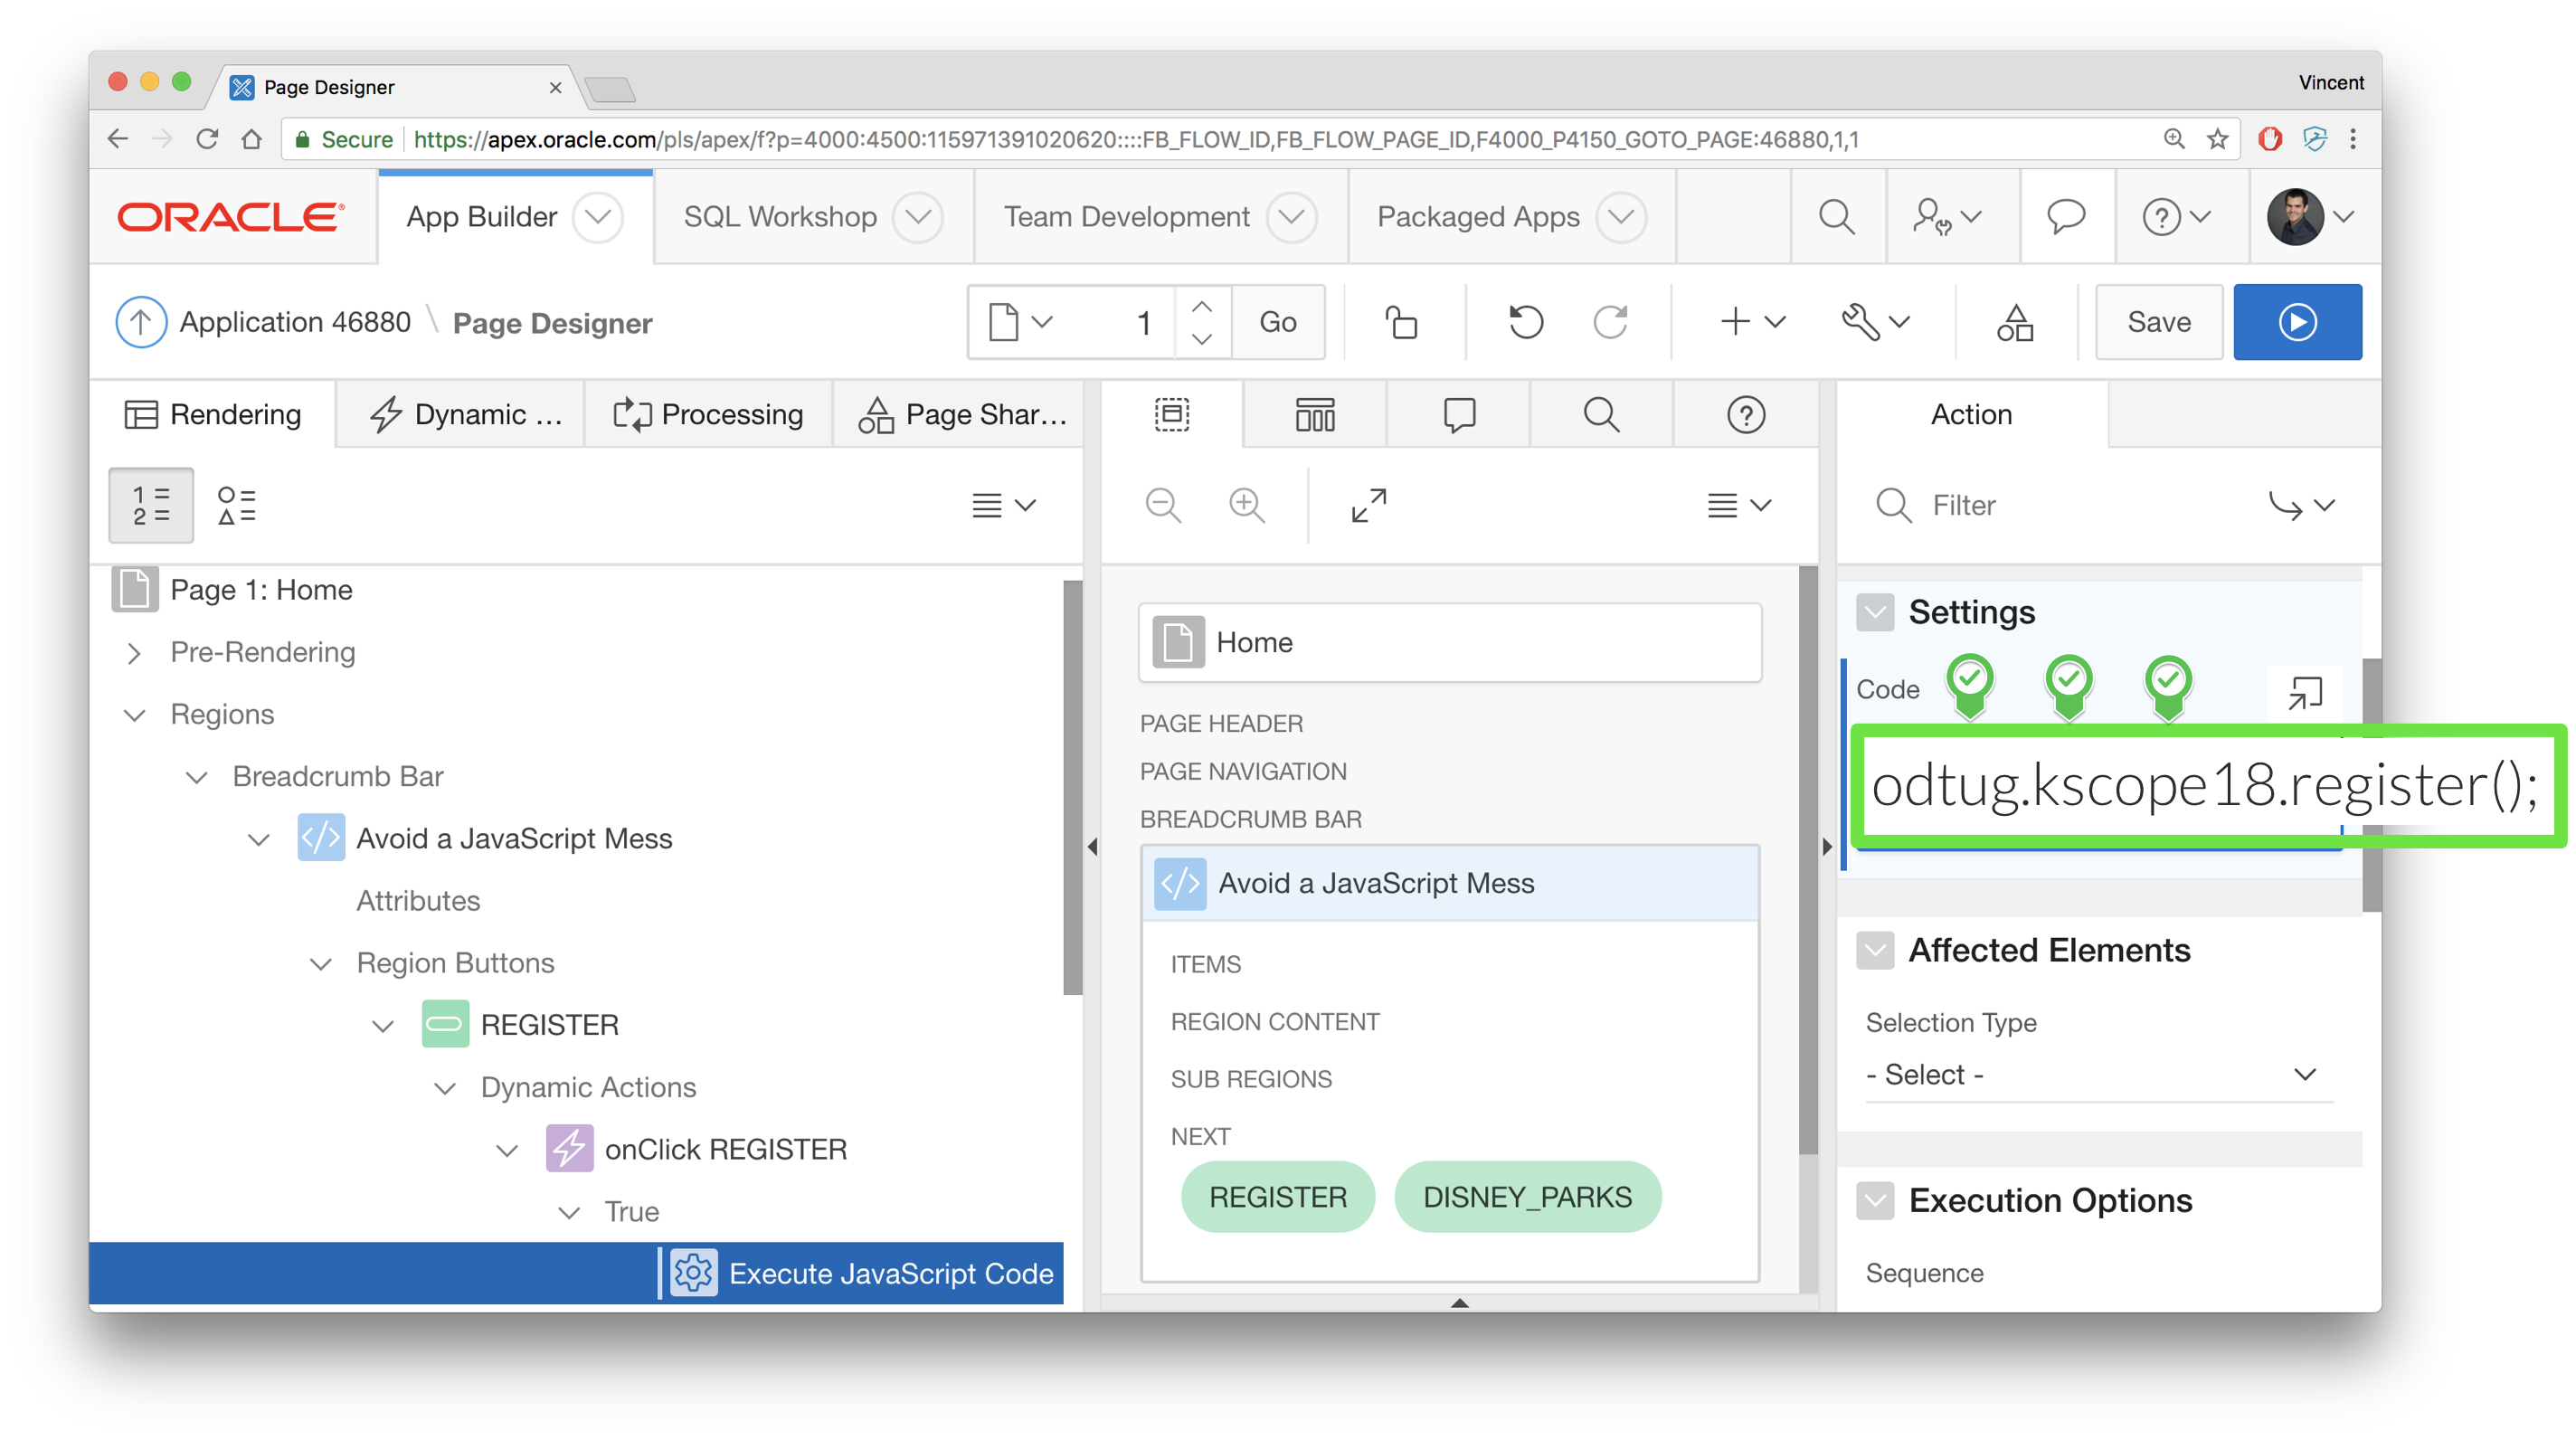 Page Designer
Vincent
Secure https://apex.oracle.com/pls/apex/f?p=4000:4500:115971391020620::::FB_FLOW_ID,FB_FLOW_PAGE_ID,F4000_P4150_GOTO_PAGE:46880,1,1
ORACLE®
App Builder
SQL Workshop
Team Development
Packaged Apps
Application 46880 \ Page Designer
1
Go
Save
Rendering
Dynamic ...
Processing
Page Shar...
Page 1: Home
Pre-Rendering
Regions
Breadcrumb Bar
Avoid a JavaScript Mess
Attributes
Region Buttons
REGISTER
Dynamic Actions
onClick REGISTER
True
Execute JavaScript Code
Home
PAGE HEADER
PAGE NAVIGATION
BREADCRUMB BAR
Avoid a JavaScript Mess
ITEMS
REGION CONTENT
SUB REGIONS
NEXT
REGISTER
DISNEY_PARKS
Action
Filter
Settings
Code
odtug.kscope18.register();
Affected Elements
Selection Type
- Select -
Execution Options
Sequence